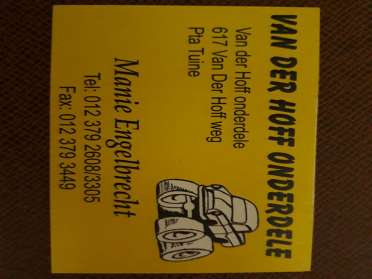 VAN DER HOFF ONDERDELE
Van der Hoff onderdele
617 Van Der Hoff weg
Pta Tuine
Manie Engelbrecht
Tel: 012 379 2608/3305
Fax: 012 379 3449